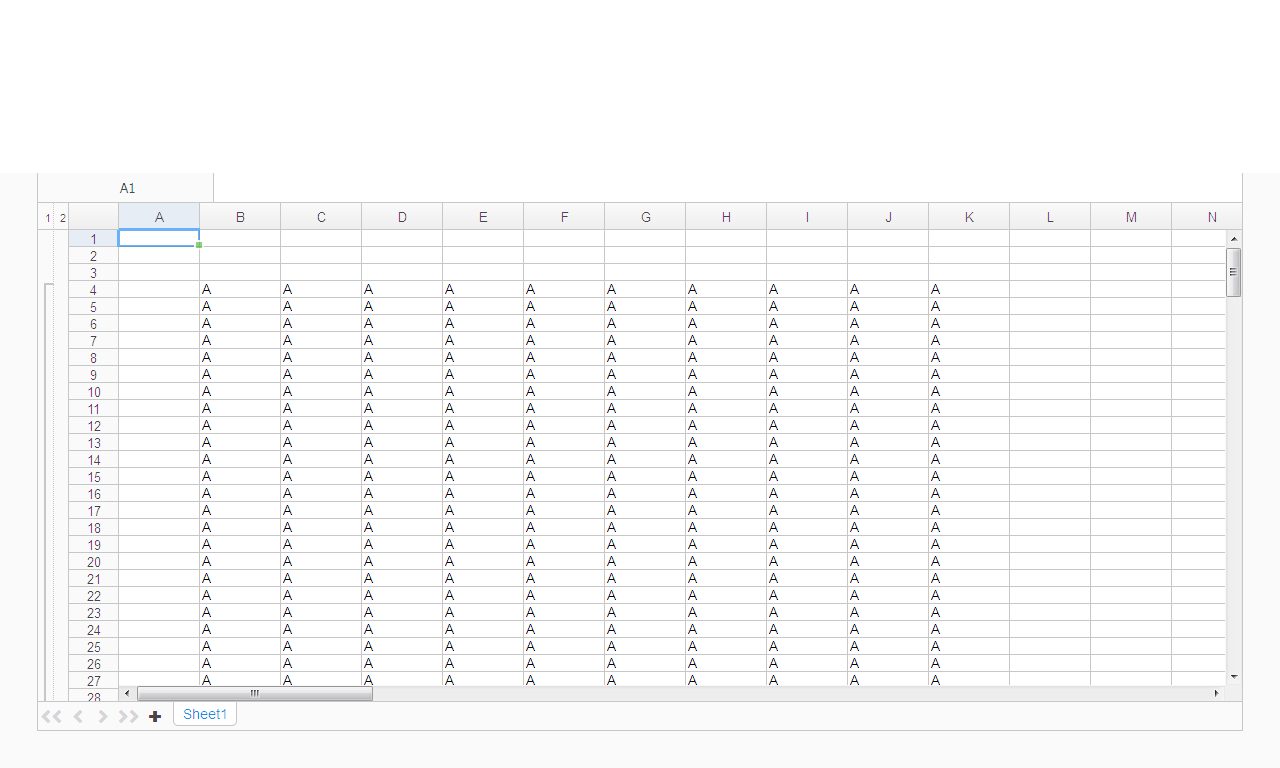 A1
1 2 A B C D E F G H I J K L M N
1
2
3
4 A A A A A A A A A A
5 A A A A A A A A A A
6 A A A A A A A A A A
7 A A A A A A A A A A
8 A A A A A A A A A A
9 A A A A A A A A A A
10 A A A A A A A A A A
11 A A A A A A A A A A
12 A A A A A A A A A A
13 A A A A A A A A A A
14 A A A A A A A A A A
15 A A A A A A A A A A
16 A A A A A A A A A A
17 A A A A A A A A A A
18 A A A A A A A A A A
19 A A A A A A A A A A
20 A A A A A A A A A A
21 A A A A A A A A A A
22 A A A A A A A A A A
23 A A A A A A A A A A
24 A A A A A A A A A A
25 A A A A A A A A A A
26 A A A A A A A A A A
27 A A A A A A A A A A
28
Sheet1